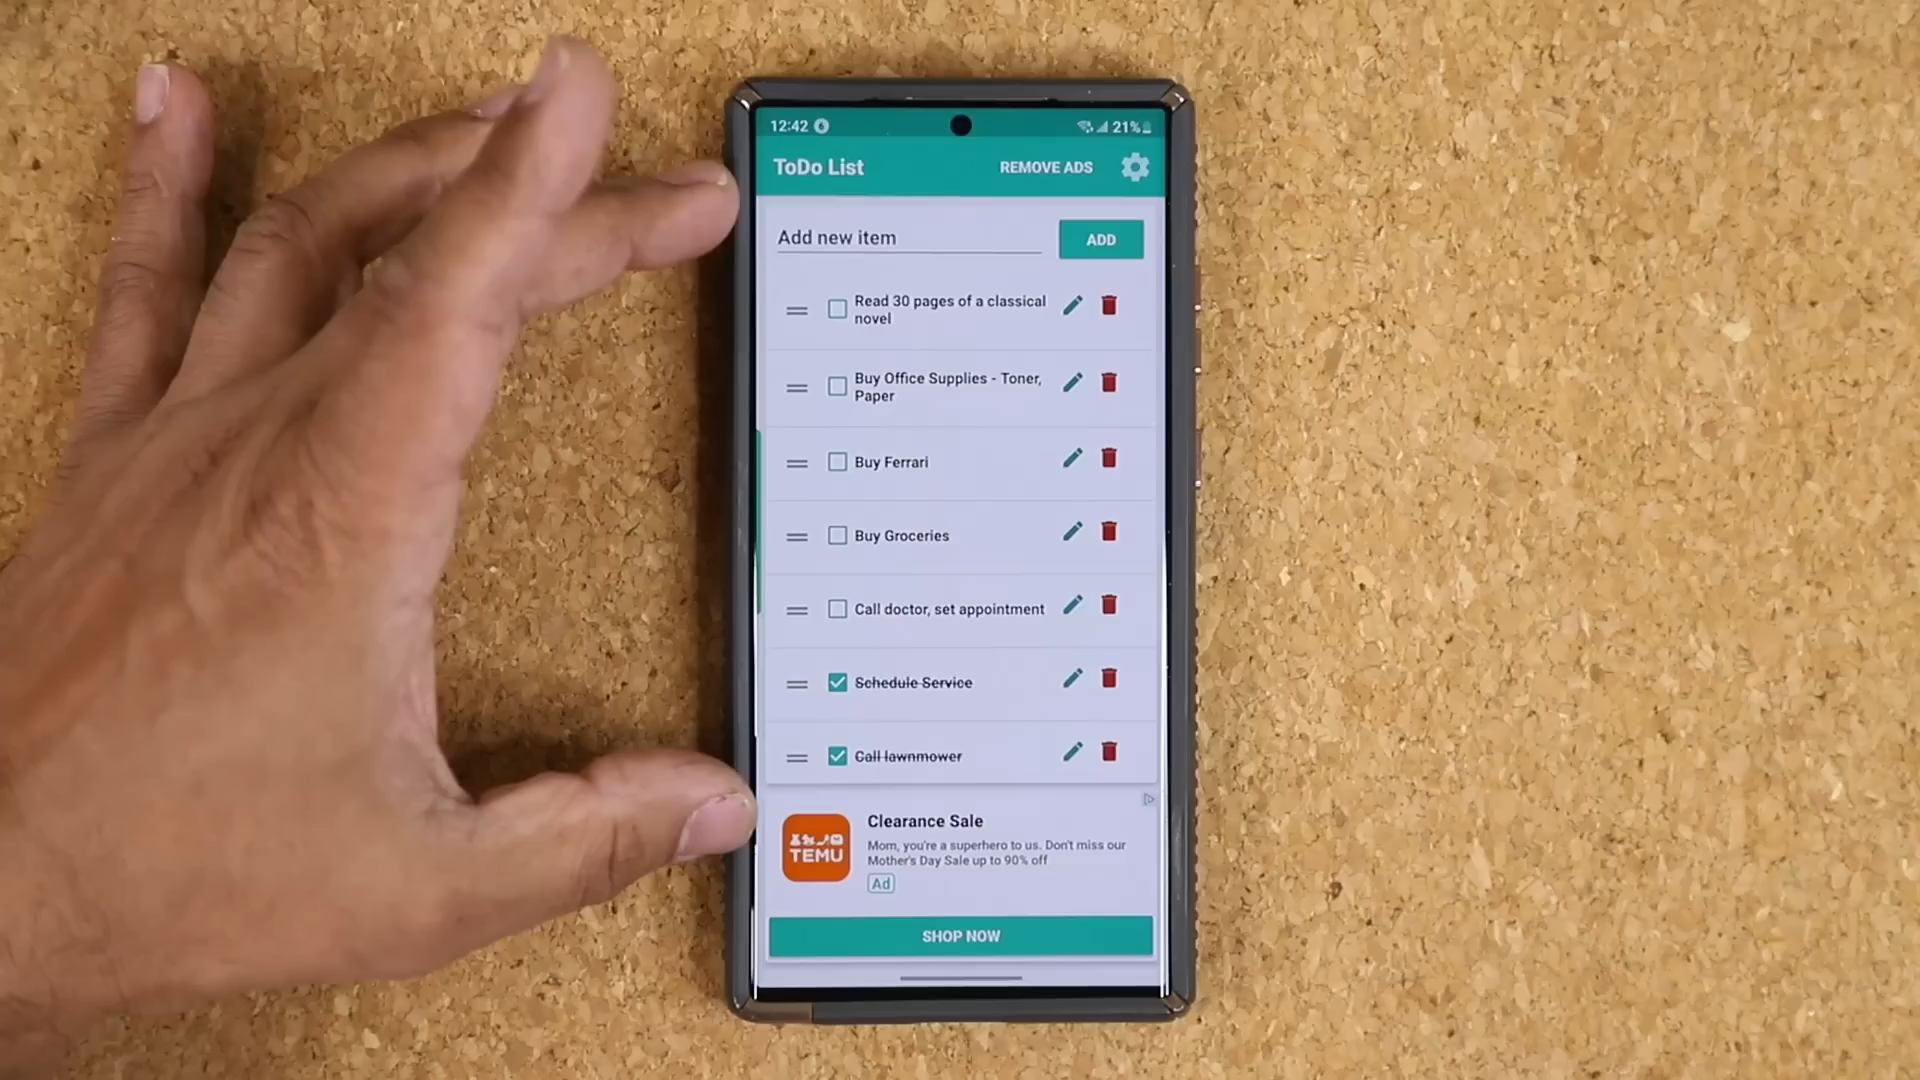 12:42 21%
ToDo List REMOVE ADS
Add new item ADD
Read 30 pages of a classical
novel
Buy Office Supplies - Toner,
Paper
Buy Ferrari
Buy Groceries
Call doctor, set appointment
Schedule Service
Call lawnmower
TEMU
Clearance Sale
Mom, you're a superhero to us. Don't miss our
Mother's Day Sale up to 90% off
Ad
SHOP NOW